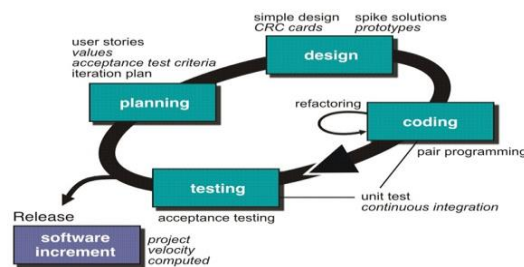 simple design
CRC cards
spike solutions
prototypes
user stories
values
acceptance test criteria
iteration plan
design
planning
refactoring
coding
pair programming
testing
unit test
continuous integration
acceptance testing
Release
software
increment
project
velocity
computed